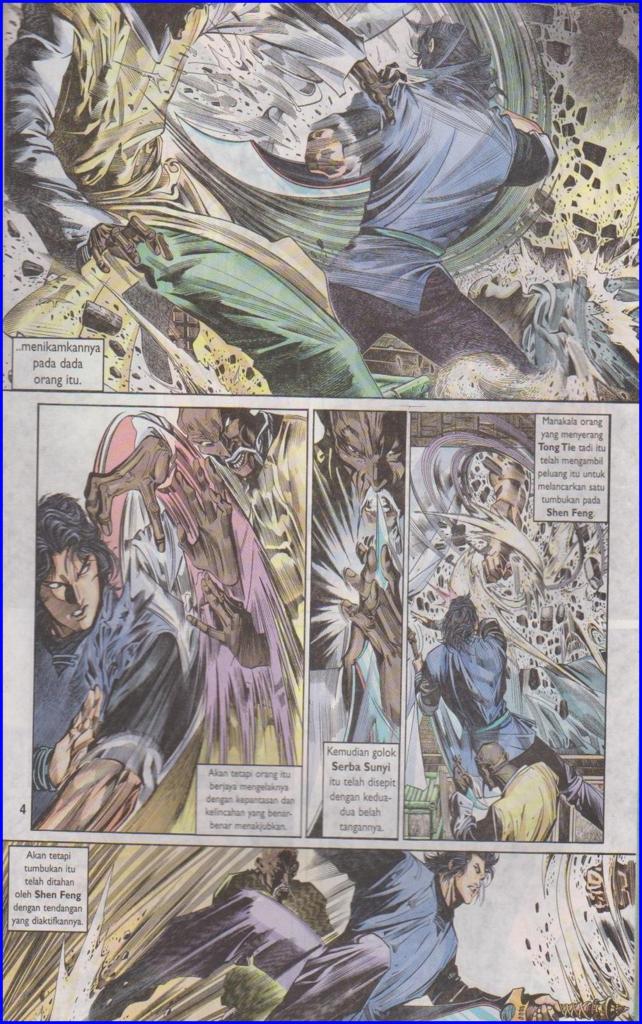 ..menikamkannya
pada dada
orang itu.
Akan tetapi orang itu
berjaya mengelaknya
dengan kepantasan dan
kelincahan yang benar-
benar menakjubkan.
Kemudian golok
Serba Sunyi
itu telah disepit
dengan kedua-
dua belah
tangannya.
Manakala orang
yang menyerang
Tong Tie tadi itu
telah mengambil
peluang itu untuk
melancarkan satu
tumbukan pada
Shen Feng.
4
Akan tetapi
tumbukan itu
telah ditahan
oleh Shen Feng
dengan tendangan
yang diaktifkannya.